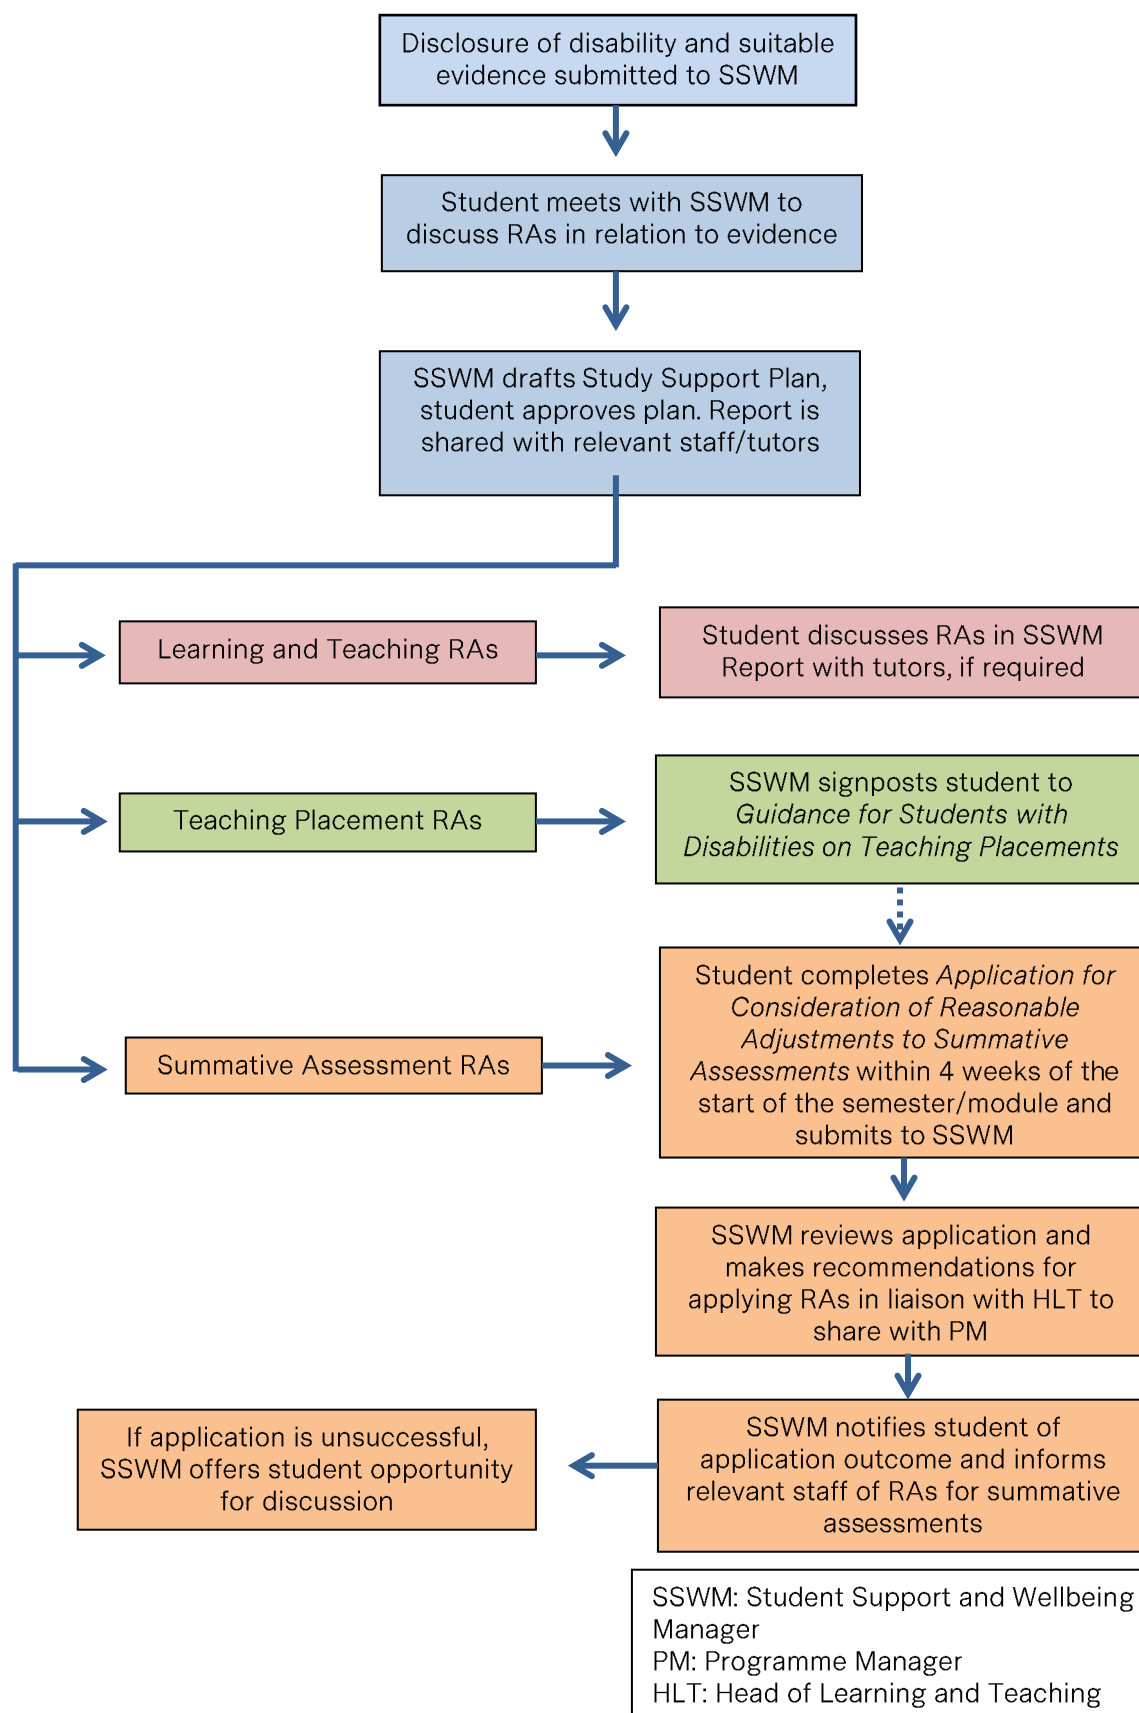 Disclosure of disability and suitable
evidence submitted to SSWM
Student meets with SSWM to
discuss RAs in relation to evidence
SSWM drafts Study Support Plan,
student approves plan. Report is
shared with relevant staff/tutors
Learning and Teaching RAs
Student discusses RAs in SSWM
Report with tutors, if required
Teaching Placement RAs
SSWM signposts student to
Guidance for Students with
Disabilities on Teaching Placements
Summative Assessment RAs
Student completes Application for
Consideration of Reasonable
Adjustments to Summative
Assessments within 4 weeks of the
start of the semester/module and
submits to SSWM
SSWM reviews application and
makes recommendations for
applying RAs in liaison with HLT to
share with PM
SSWM notifies student of
application outcome and informs
relevant staff of RAs for summative
assessments
If application is unsuccessful,
SSWM offers student opportunity
for discussion
SSWM: Student Support and Wellbeing
Manager
PM: Programme Manager
HLT: Head of Learning and Teaching